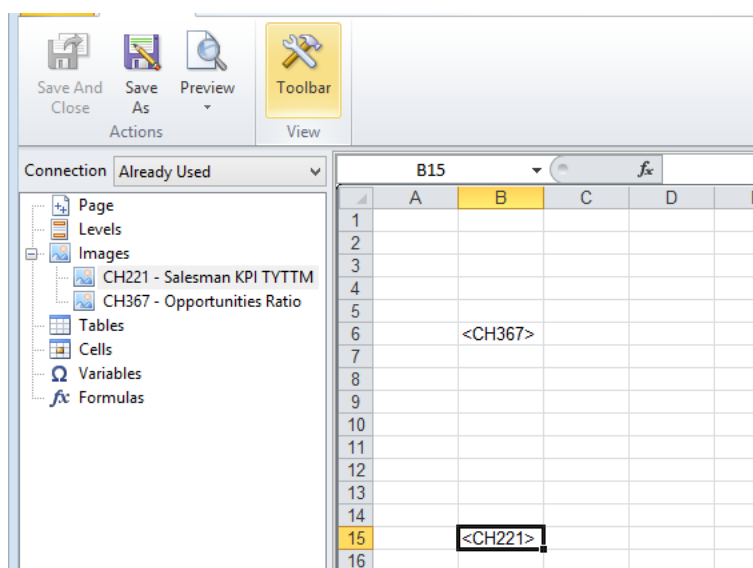 Save And Close
Save As
Preview
Toolbar
Actions
View
Connection Already Used
B15
fx
Page
Levels
Images
CH221 - Salesman KPI TYTTM
CH367 - Opportunities Ratio
Tables
Cells
Ω Variables
fx Formulas
A B C D
1
2
3
4
5
6 <CH367>
7
8
9
10
11
12
13
14
15 <CH221>
16